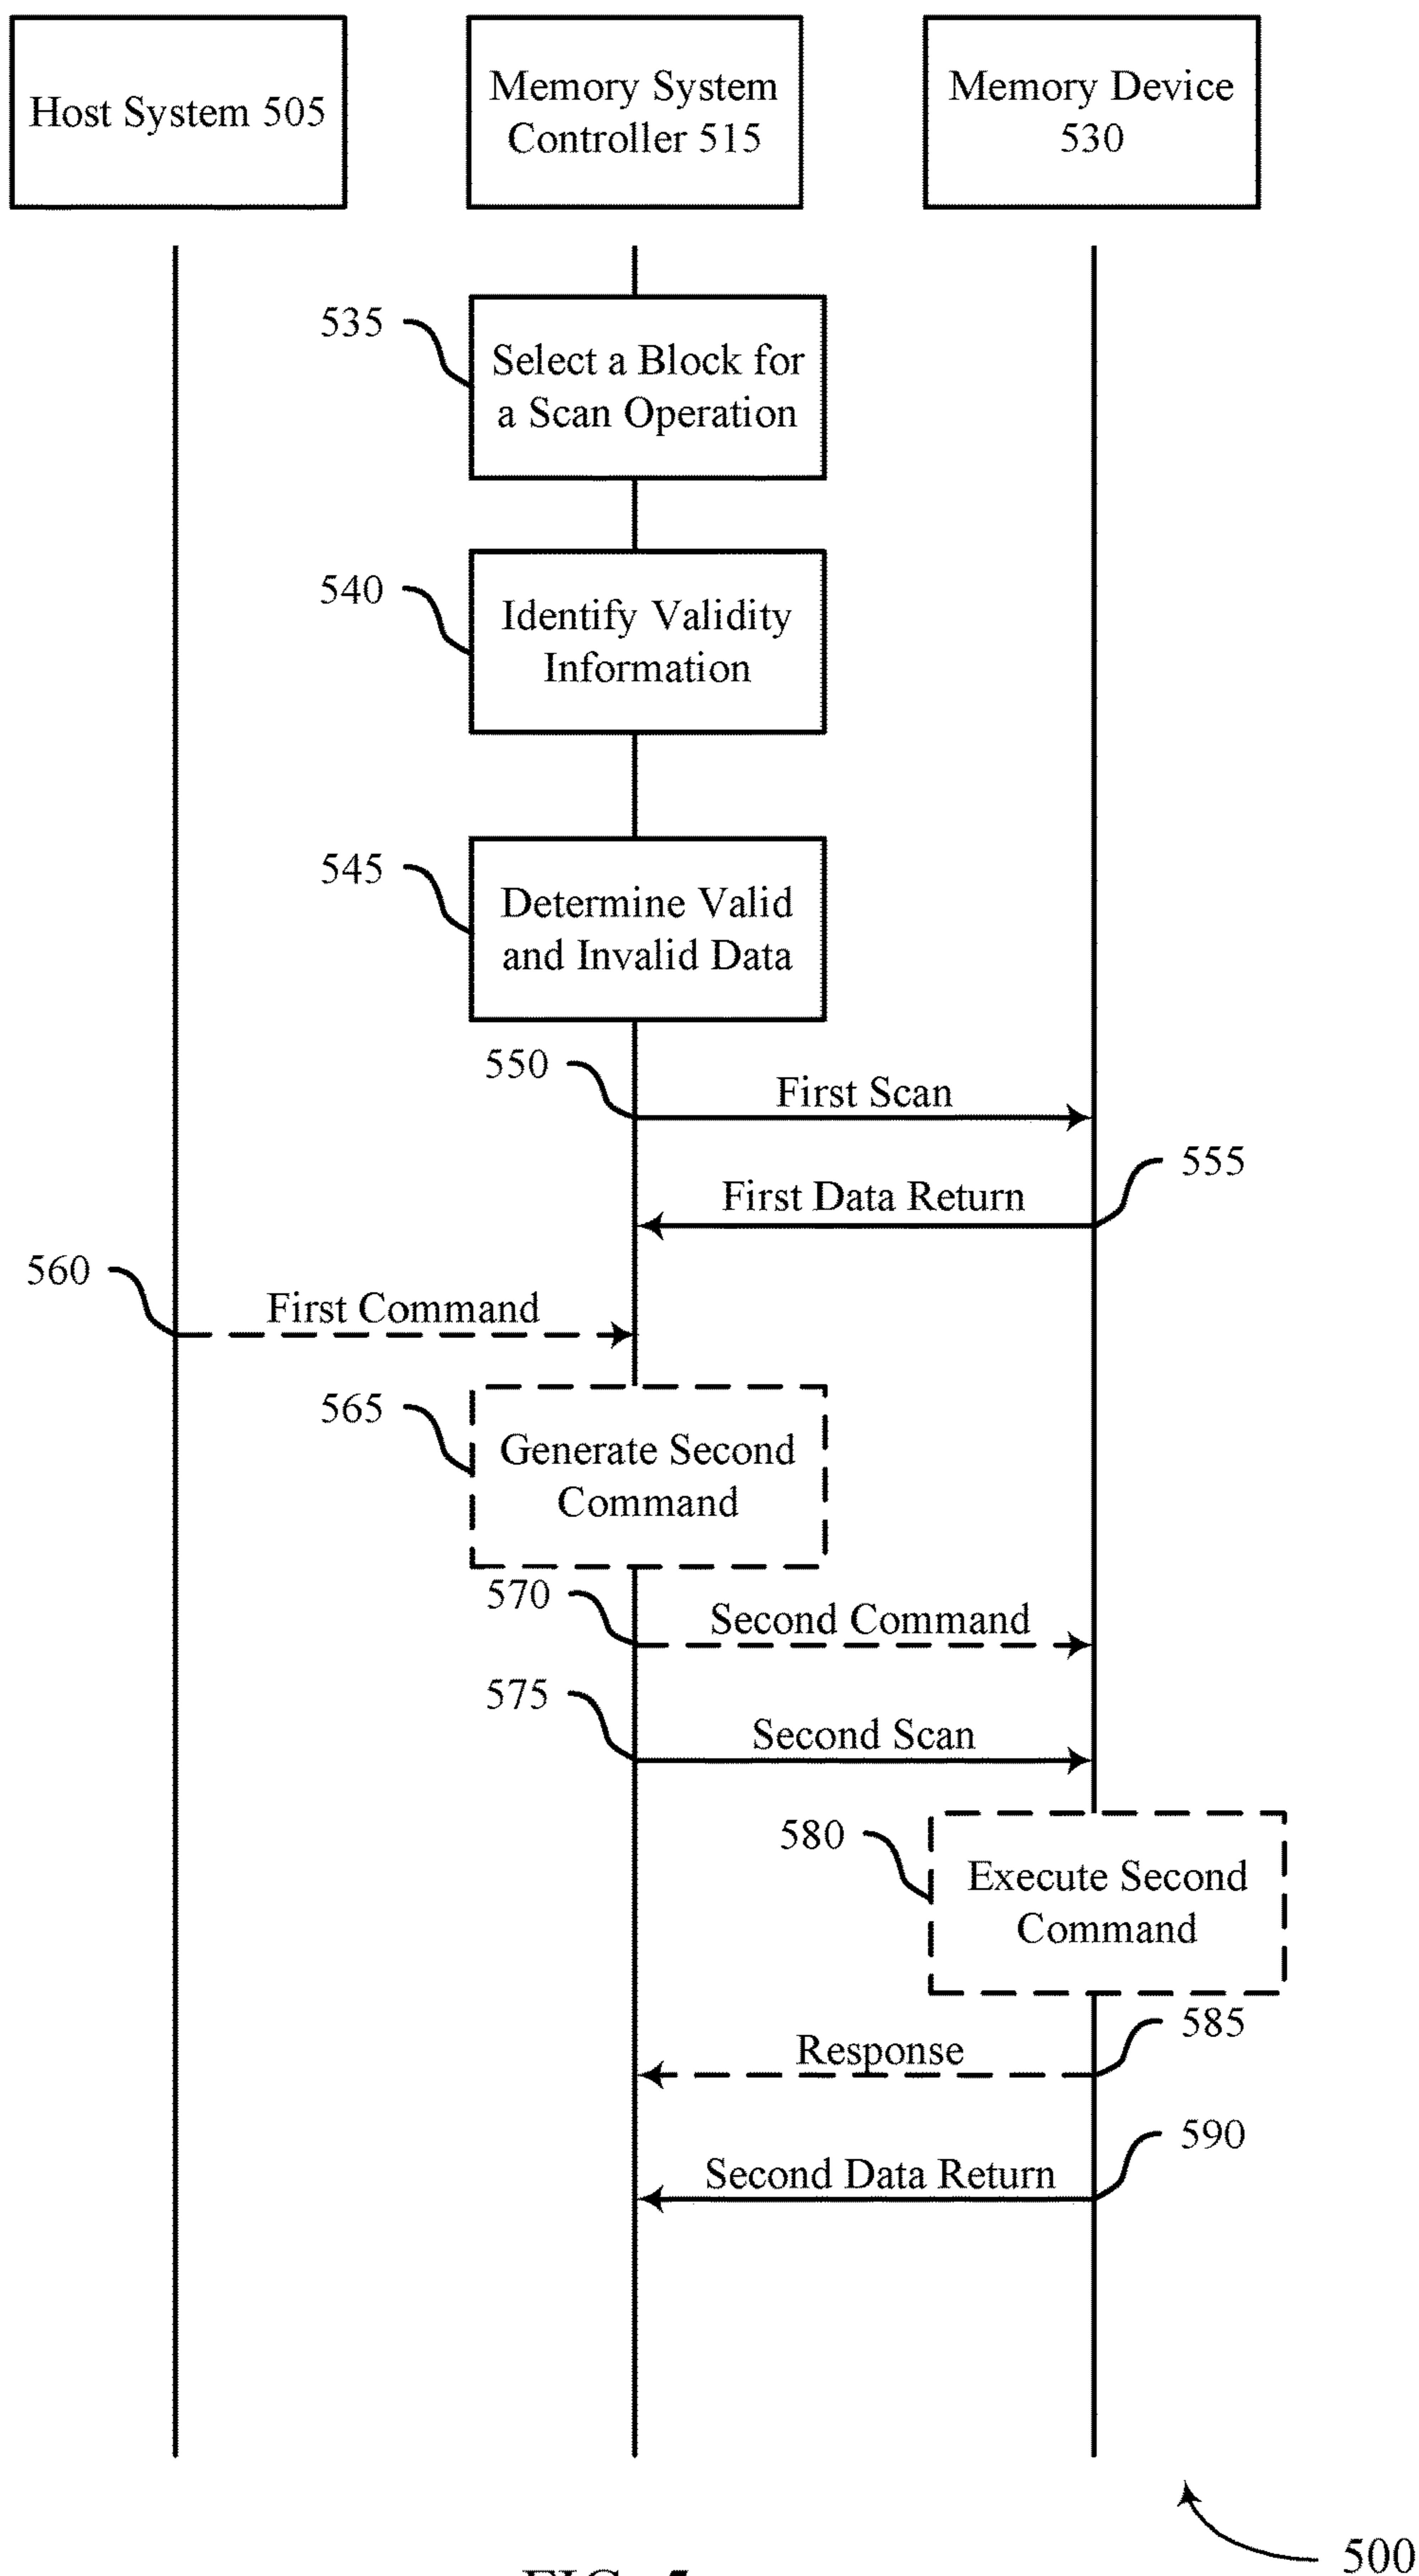 Host System 505
Memory System
Controller 515
Memory Device
530
535
Select a Block for
a Scan Operation
540
Identify Validity
Information
545
Determine Valid
and Invalid Data
550
First Scan
555
First Data Return
560
First Command
565
Generate Second
Command
570
Second Command
575
Second Scan
580
Execute Second
Command
585
Response
590
Second Data Return
500